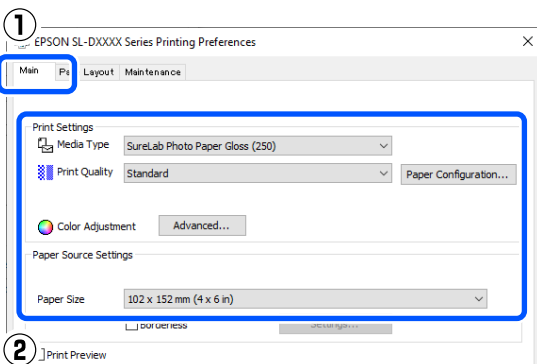 1
EPSON SL-DXXXX Series Printing Preferences
Main Pa Layout Maintenance
Print Settings
Media Type SureLab Photo Paper Gloss (250)
Print Quality Standard Paper Configuration...
Color Adjustment Advanced...
Paper Source Settings
Paper Size 102 x 152 mm (4 x 6 in)
Borderless Settings...
2
Print Preview